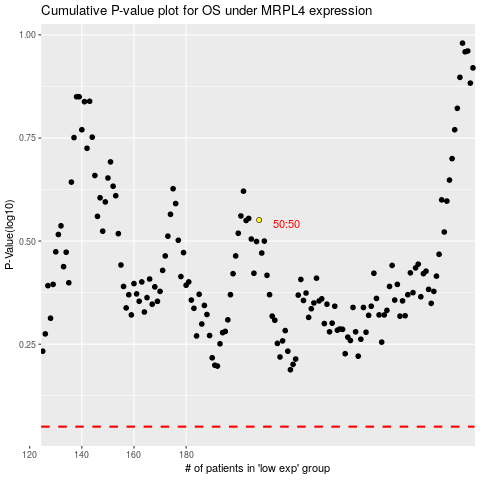 Cumulative P-value plot for OS under MRPL4 expression
P-Value(log10)
1.00
0.75
0.50
0.25
50:50
120 140 160 180
# of patients in 'low exp' group